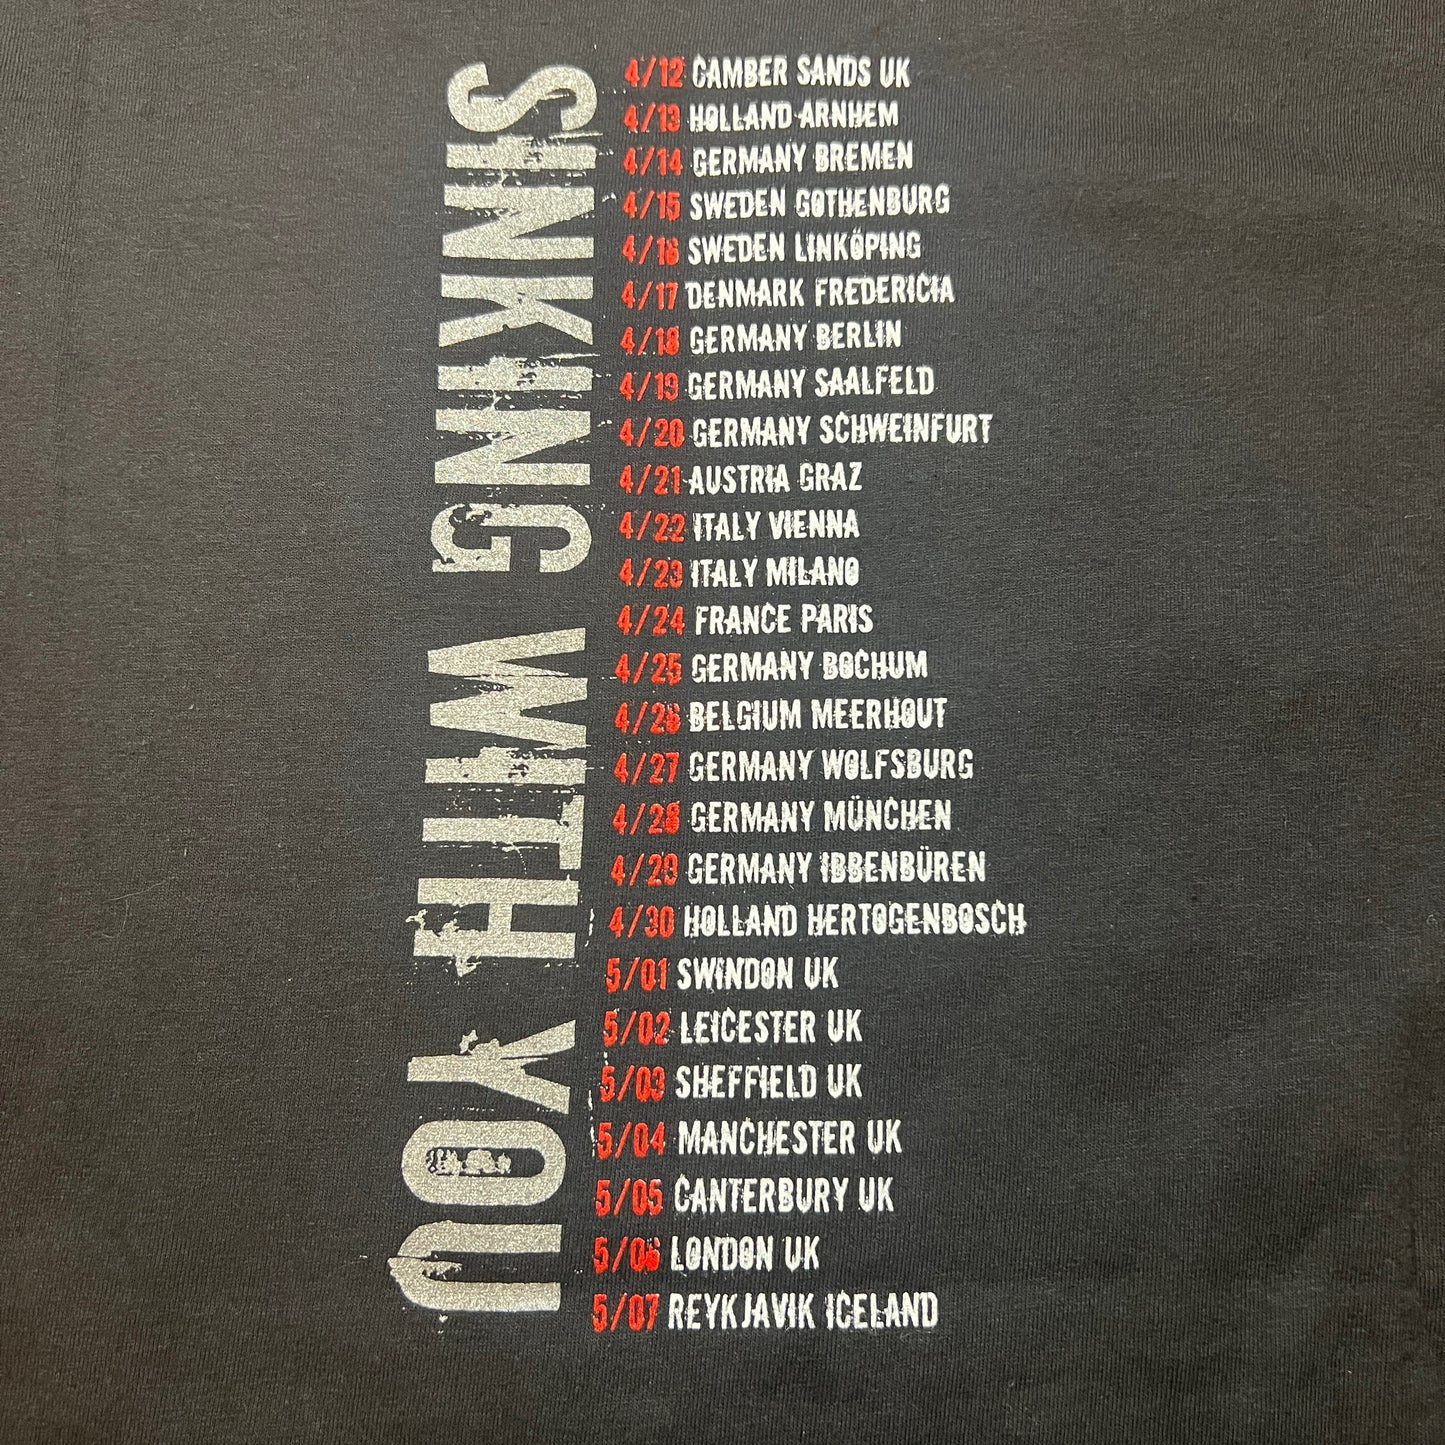 SINKING WITH YOU
4/12 CAMBER SANDS UK
4/13 HOLLAND ARNHEM
4/14 GERMANY BREMEN
4/15 SWEDEN GOTHENBURG
4/16 SWEDEN LINKÖPING
4/17 DENMARK FREDERICIA
4/18 GERMANY BERLIN
4/19 GERMANY SAALFELD
4/20 GERMANY SCHWEINFURT
4/21 AUSTRIA GRAZ
4/22 ITALY VIENNA
4/23 ITALY MILANO
4/24 FRANCE PARIS
4/25 GERMANY BOCHUM
4/26 BELGIUM MEERHOUT
4/27 GERMANY WOLFSBURG
4/28 GERMANY MÜNCHEN
4/29 GERMANY IBBENBÜREN
4/30 HOLLAND HERTOGENBOSCH
5/01 SWINDON UK
5/02 LEICESTER UK
5/03 SHEFFIELD UK
5/04 MANCHESTER UK
5/05 CANTERBURY UK
5/06 LONDON UK
5/07 REYKJAVIK ICELAND